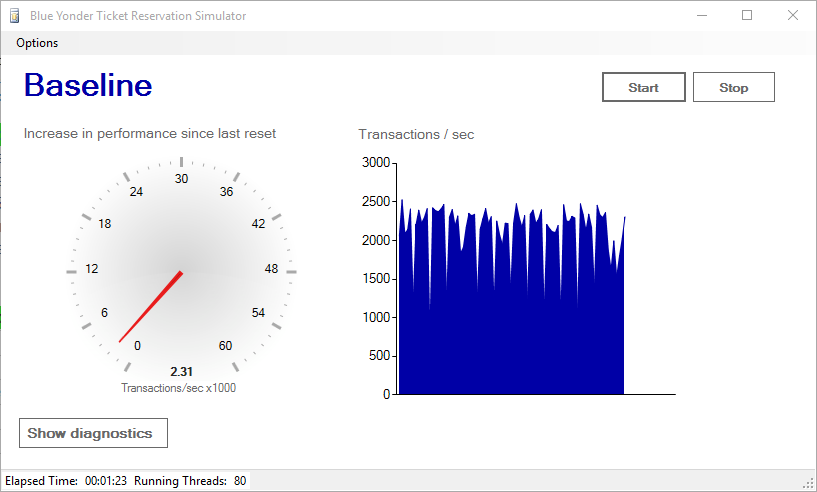 Blue Yonder Ticket Reservation Simulator
Options
Baseline
Start Stop
Increase in performance since last reset
Transactions / sec
30
24 36
18 42
12 48
6 54
0 60
2.31
Transactions/sec x1000
3000
2500
2000
1500
1000
500
0
Show diagnostics
Elapsed Time: 00:01:23 Running Threads: 80